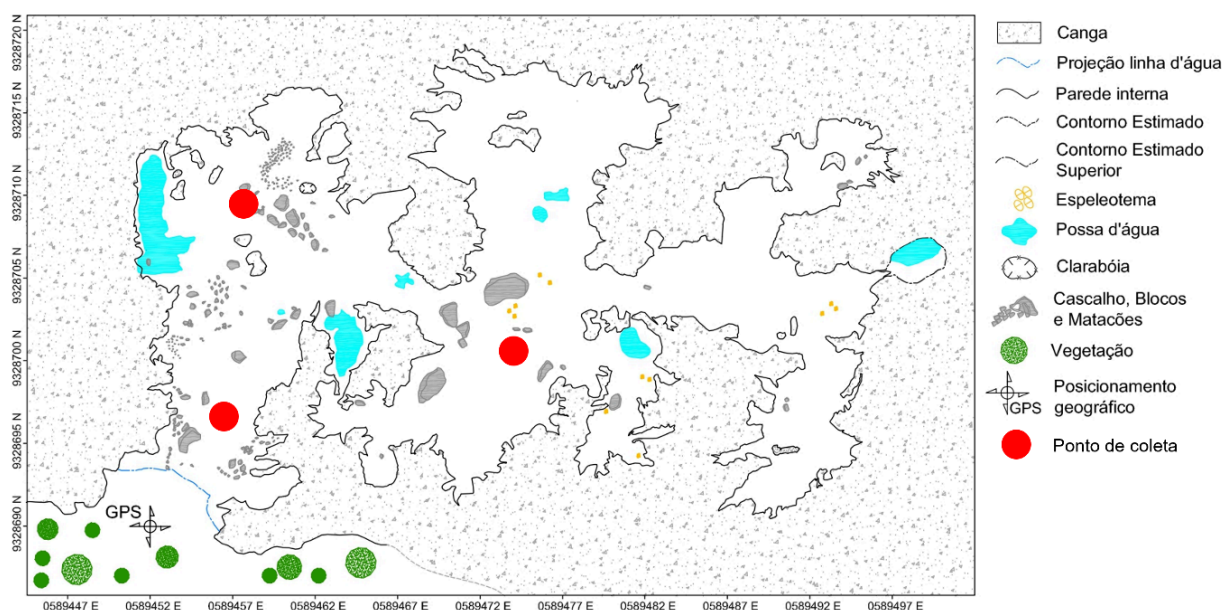 9328720 N
9328715 N
9328710 N
9328705 N
9328700 N
9328695 N
9328690 N
GPS
0589447 E
0589452 E
0589457 E
0589462 E
0589467 E
0589472 E
0589477 E
0589482 E
0589487 E
0589492 E
0589497 E
Canga
Projeção linha d'água
Parede interna
Contorno Estimado
Contorno Estimado
Superior
Espeleotema
Possa d'água
Clarabóia
Cascalho, Blocos
e Matacões
Vegetação
GPS
Posicionamento
geográfico
Ponto de coleta